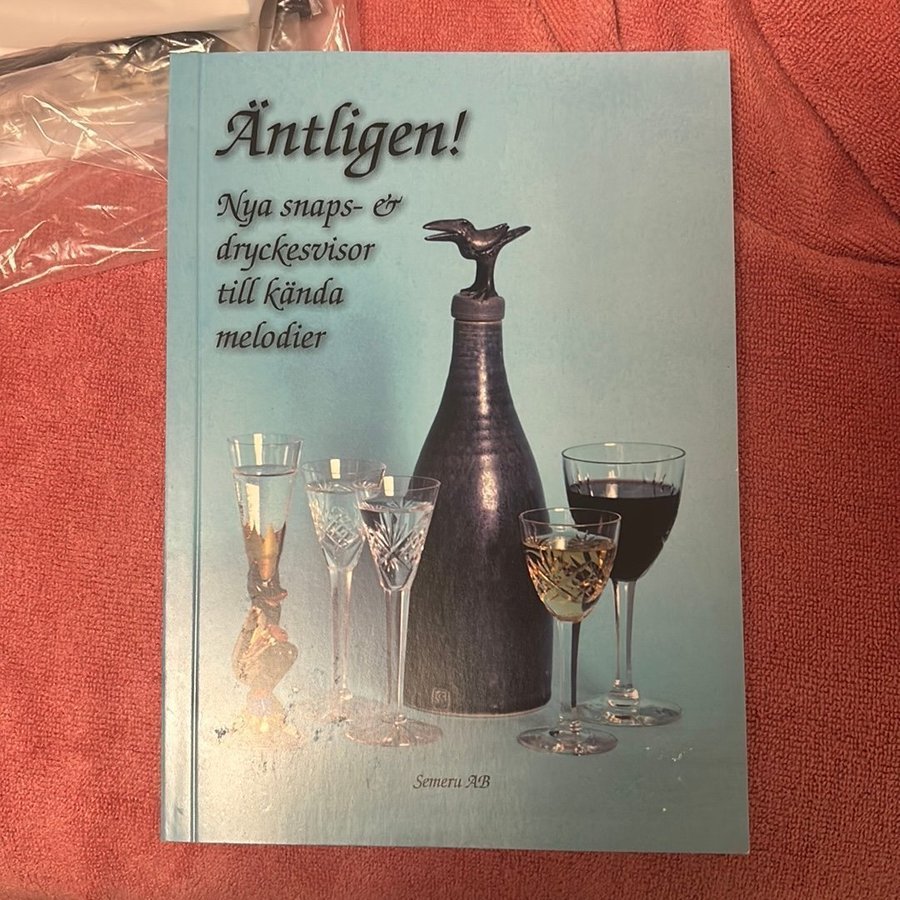 Äntligen!
Nya snaps- &
dryckesvisor
till kända
melodier
Semeru AB